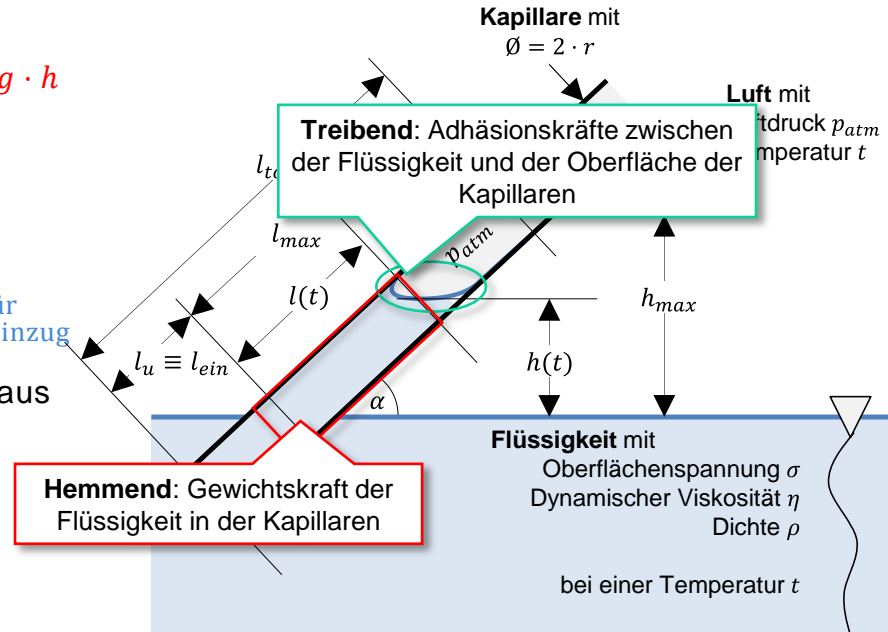 Kapillare mit
Ø = 2 · r
g · h
Luft mit
ftdruck p_atm
mperatur t
Treibend: Adhäsionskräfte zwischen
der Flüssigkeit und der Oberfläche der
Kapillaren
p_atm
l_max
l(t)
h_max
h(t)
inzug
l_u ≡ l_ein
aus
α
Flüssigkeit mit
Oberflächenspannung σ
Dynamischer Viskosität η
Dichte ρ
bei einer Temperatur t
Hemmend: Gewichtskraft der
Flüssigkeit in der Kapillaren